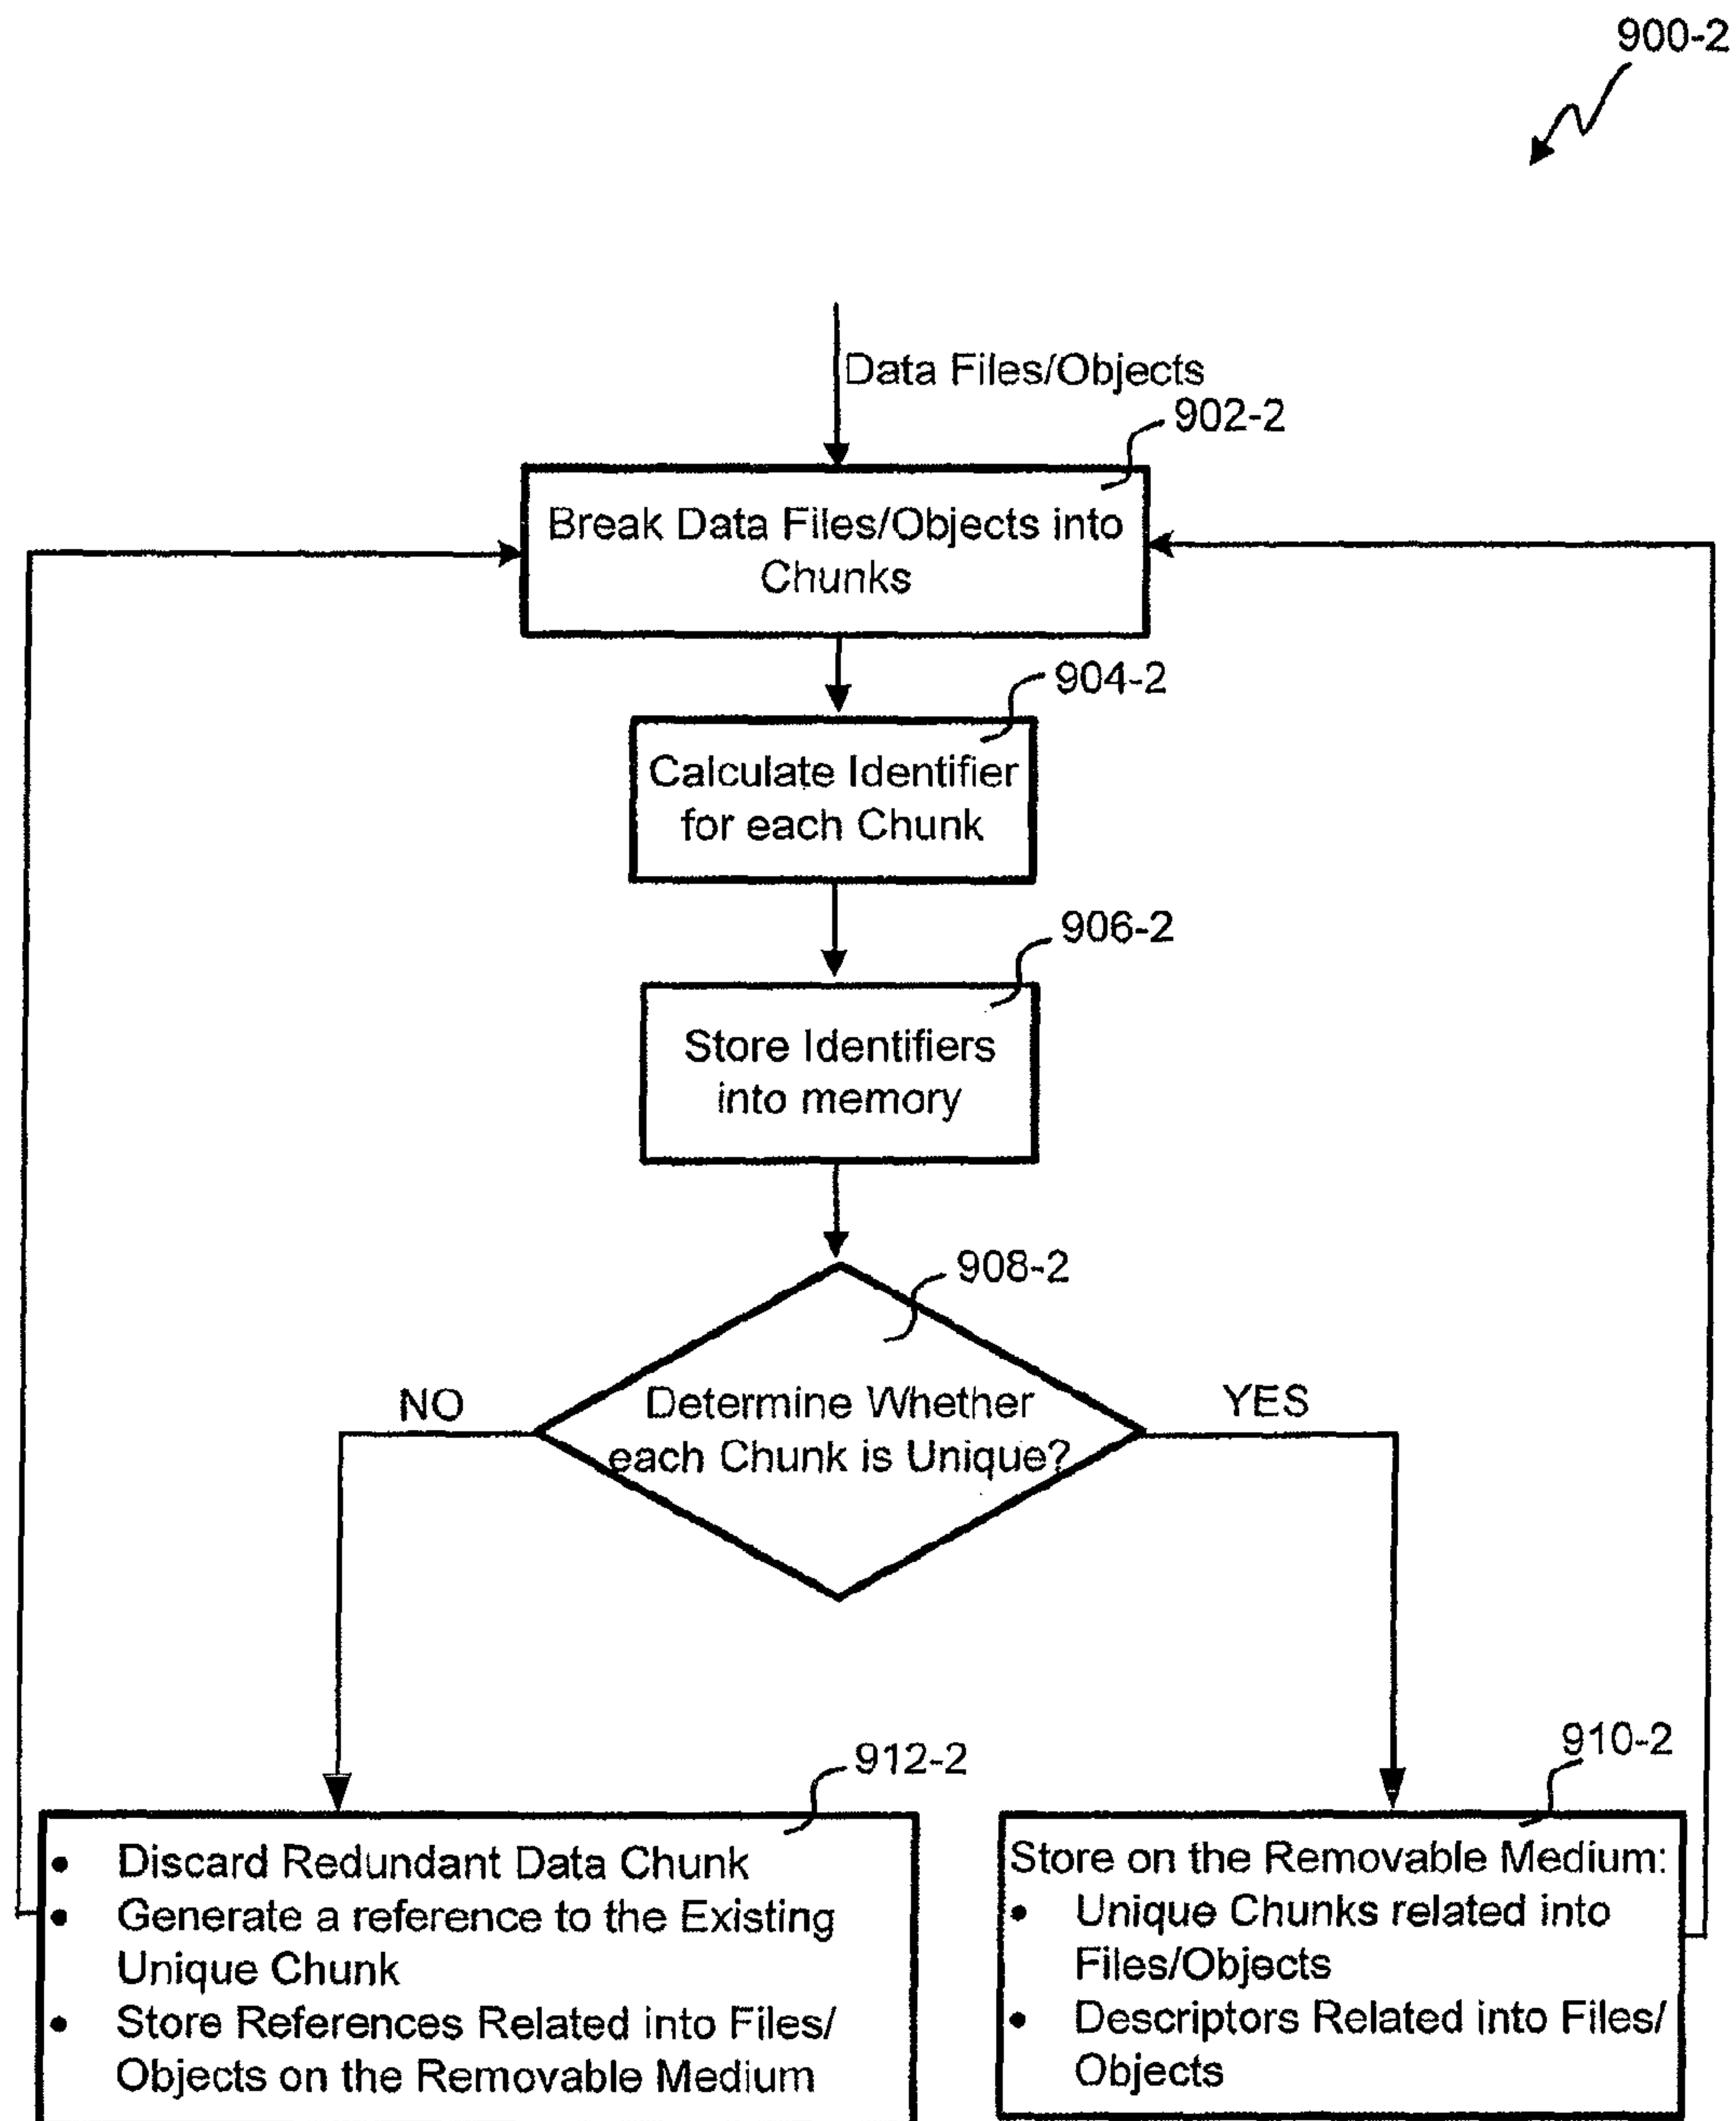 900-2
Data Files/Objects
902-2
Break Data Files/Objects into
Chunks
904-2
Calculate Identifier
for each Chunk
906-2
Store Identifiers
into memory
908-2
NO
Determine Whether
each Chunk is Unique?
YES
912-2
• Discard Redundant Data Chunk
• Generate a reference to the Existing
Unique Chunk
• Store References Related into Files/
Objects on the Removable Medium
910-2
Store on the Removable Medium:
• Unique Chunks related into
Files/Objects
• Descriptors Related into Files/
Objects